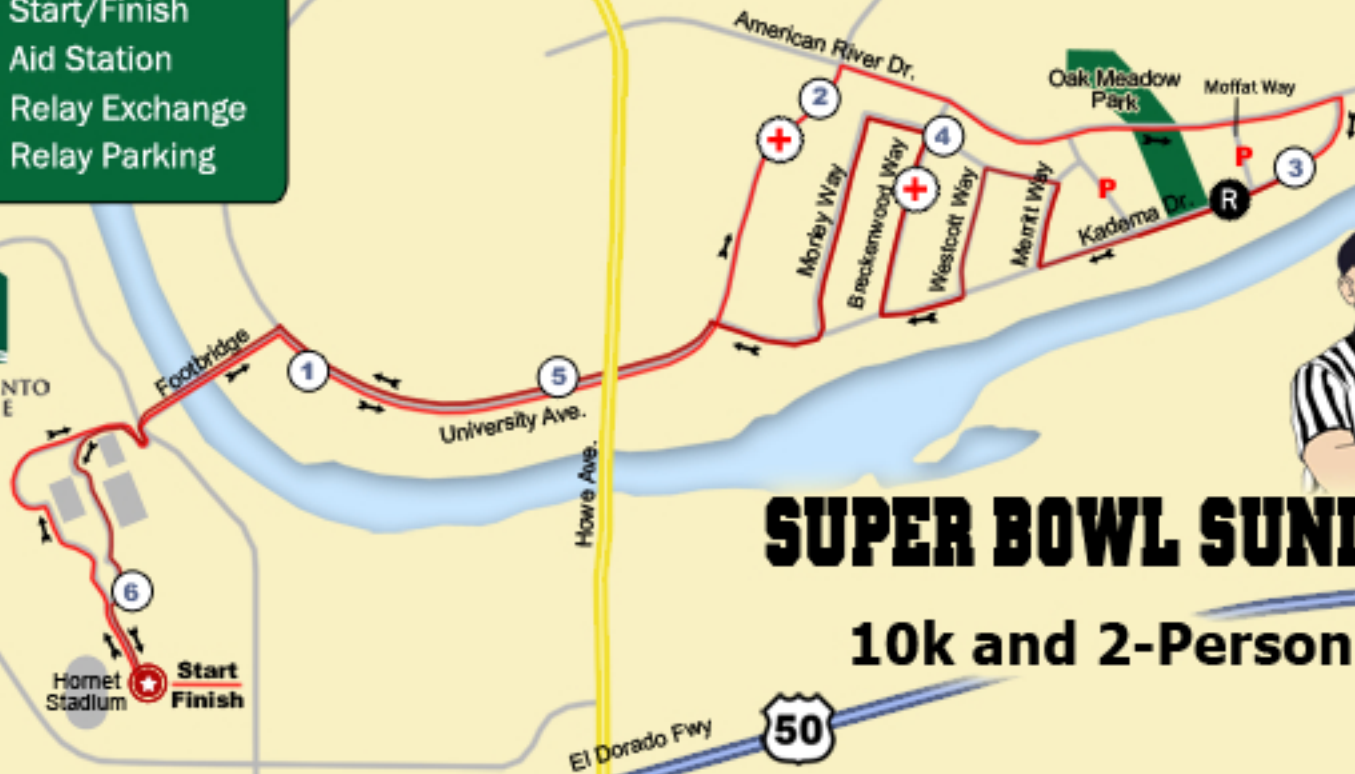 Start/Finish
Aid Station
Relay Exchange
Relay Parking
American River Dr.
2
Oak Meadow
Park
Moffat Way
4
P
3
P
R
Kadema Dr.
Morley Way
Breckenwood Way
Westcott Way
Merritt Way
Footbridge
1
5
University Ave.
NTO
E
Howe Ave.
SUPER BOWL SUN
6
10k and 2-Person
Hornet
Stadium
Start
Finish
El Dorado Fwy
50